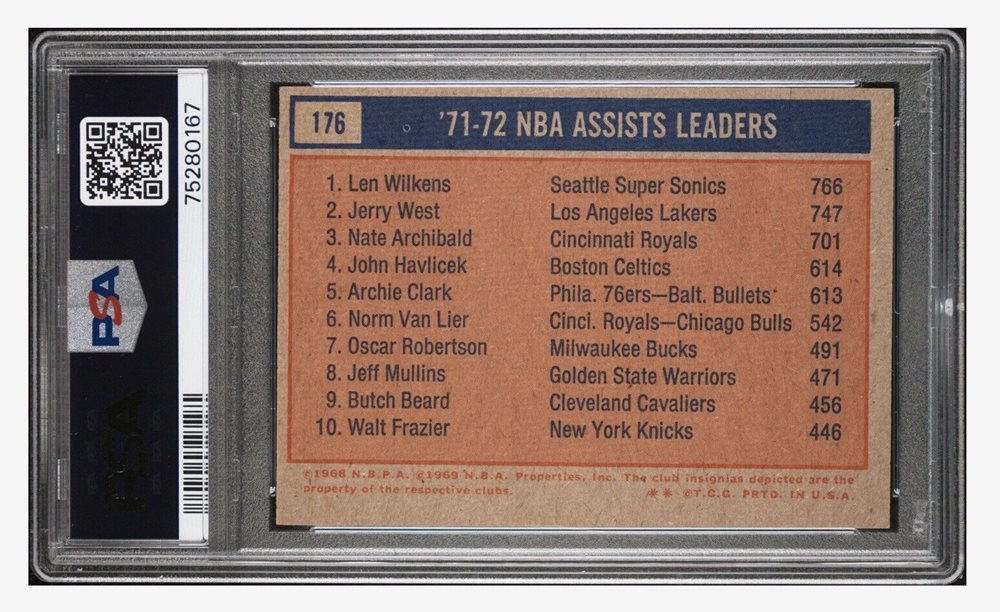 75280167
PSA
176 '71-72 NBA ASSISTS LEADERS
1. Len Wilkens Seattle Super Sonics 766
2. Jerry West Los Angeles Lakers 747
3. Nate Archibald Cincinnati Royals 701
4. John Havlicek Boston Celtics 614
5. Archie Clark Phila. 76ers—Balt. Bullets 613
6. Norm Van Lier Cinci. Royals—Chicago Bulls 542
7. Oscar Robertson Milwaukee Bucks 491
8. Jeff Mullins Golden State Warriors 471
9. Butch Beard Cleveland Cavaliers 456
10. Walt Frazier New York Knicks 446
©1968 N.B.P.A. ©1969 N.B.A. Properties, Inc. The club insignias depicted are the
property of the respective clubs. ** ©T.C.G. PRTD. IN U.S.A.
PSA